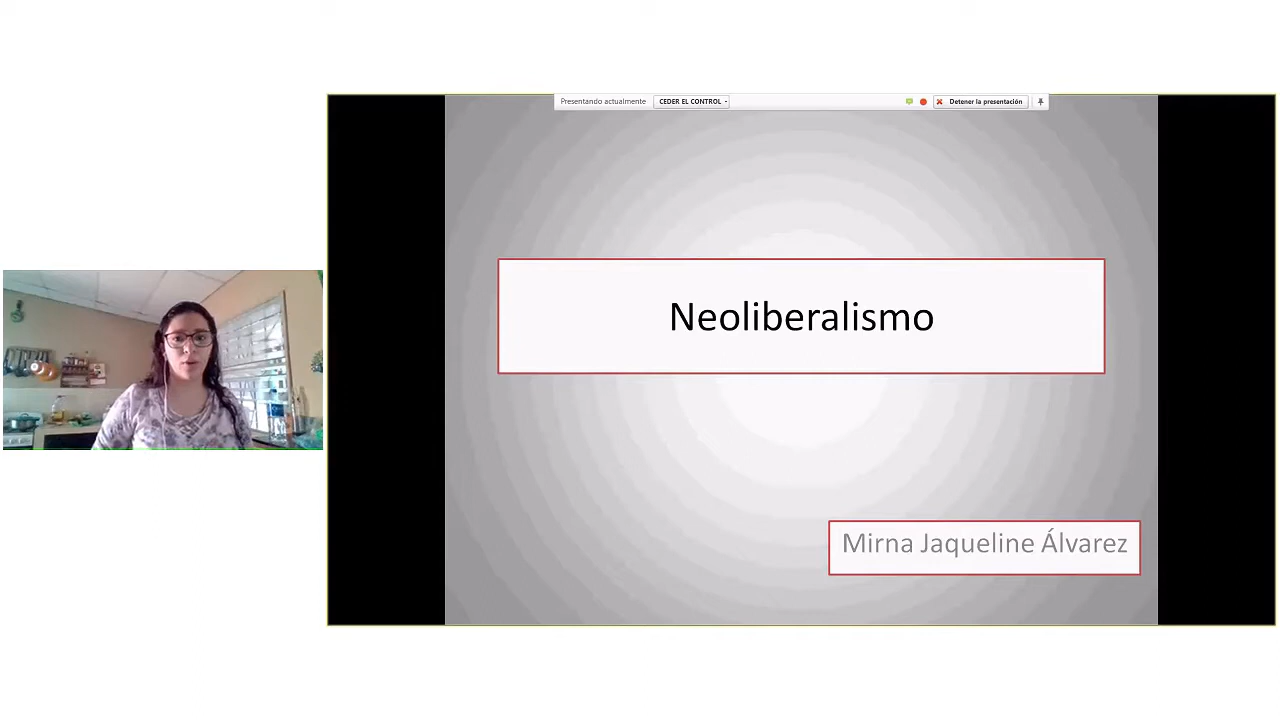 Presentando actualmente CEDER EL CONTROL Detener la presentación
Neoliberalismo
Mirna Jaqueline Álvarez